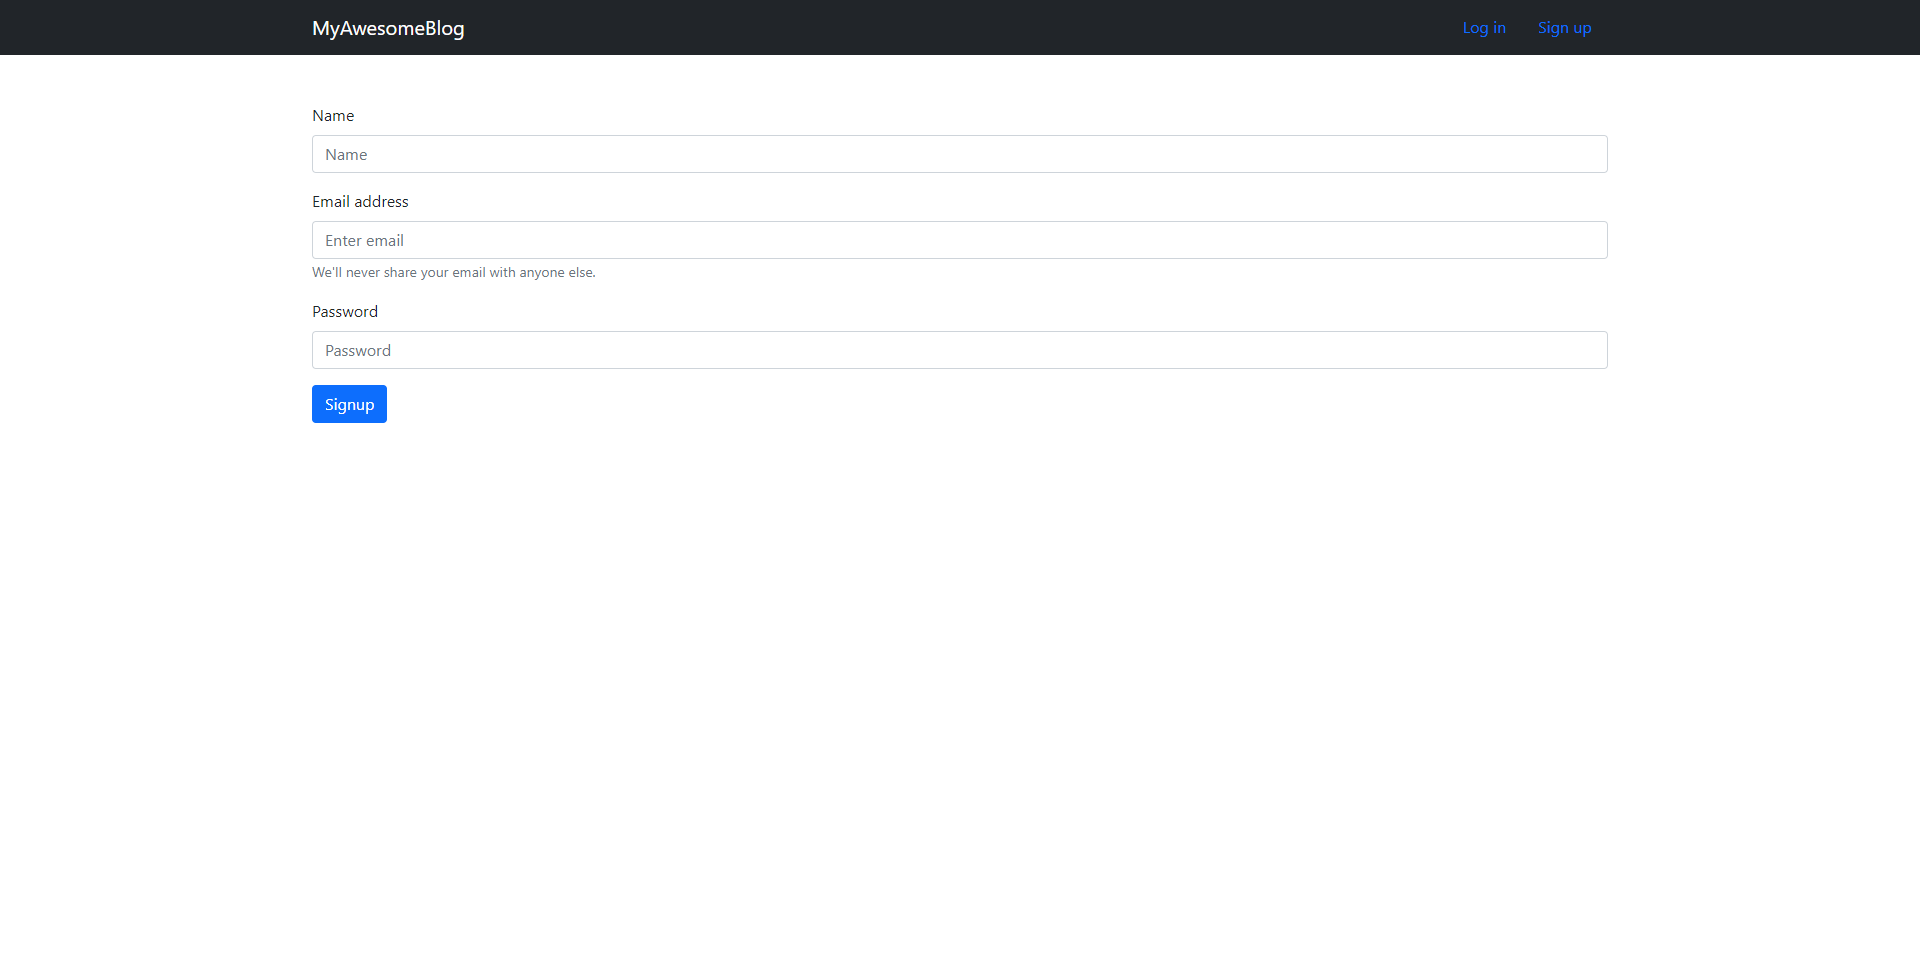 MyAwesomeBlog Log in Sign up
Name
Name
Email address
Enter email
We'll never share your email with anyone else.
Password
Password
Signup